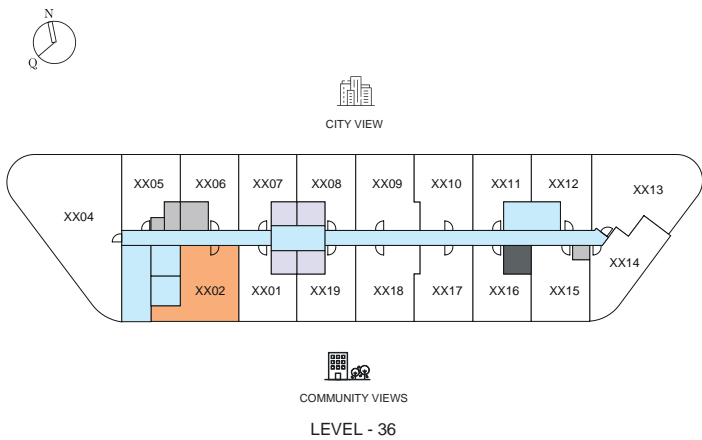 N
Q
CITY VIEW
XX05 XX06 XX07 XX08 XX09 XX10 XX11 XX12
XX13
XX04
XX14
XX02 XX01 XX19 XX18 XX17 XX16 XX15
COMMUNITY VIEWS
LEVEL - 36